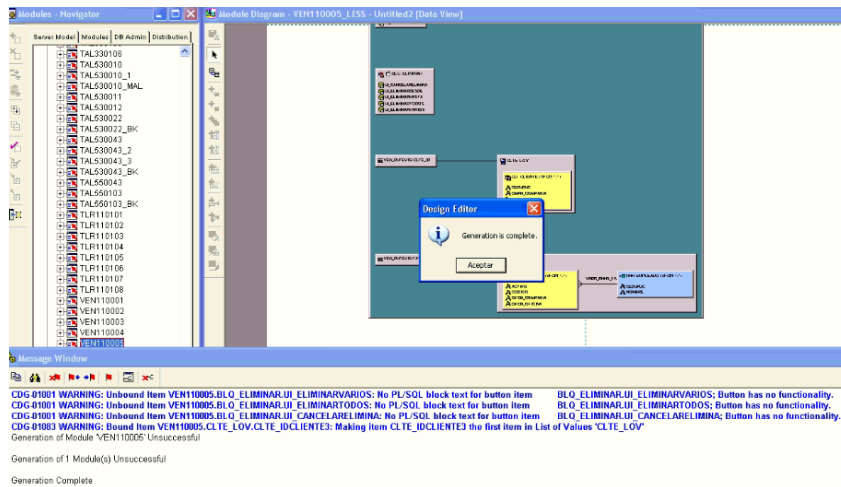 Modules - Navigator
Module Diagram - VEN110005_LESS - Untitled2 [Data View]
Server Model
Modules
DB Admin
Distribution
TAL330106
TAL530010
TAL530010_1
TAL530010_MAL
TAL530011
TAL530012
TAL530022
TAL530022_BK
TAL530043
TAL530043_2
TAL530043_3
TAL530043_BK
TAL550043
TAL550103
TAL550103_BK
TLR110101
TLR110102
TLR110103
TLR110104
TLR110105
TLR110106
TLR110107
TLR110108
VEN110001
VEN110002
VEN110003
VEN110004
VEN110005
CLTE LOV
Design Editor
Generation is complete.
Aceptar
Message Window
CDG-01001 WARNING: Unbound Item VEN110005.BLQ_ELIMINAR.UI_ELIMINARVARIOS: No PL/SQL block text for button item BLQ_ELIMINAR.UI_ELIMINARVARIOS; Button has no functionality.
CDG-01001 WARNING: Unbound Item VEN110005.BLQ_ELIMINAR.UI_ELIMINARTODOS: No PL/SQL block text for button item BLQ_ELIMINAR.UI_ELIMINARTODOS; Button has no functionality.
CDG-01001 WARNING: Unbound Item VEN110005.BLQ_ELIMINAR.UI_CANCELARELIMINA: No PL/SQL block text for button item BLQ_ELIMINAR.UI_CANCELARELIMINA; Button has no functionality.
CDG-01083 WARNING: Bound Item VEN110005.CLTE_LOV.CLTE_IDCLIENTE3: Making item CLTE_IDCLIENTE3 the first item in List of Values 'CLTE_LOV'
Generation of Module 'VEN110005' Unsuccessful
Generation of 1 Module(s) Unsuccessful
Generation Complete